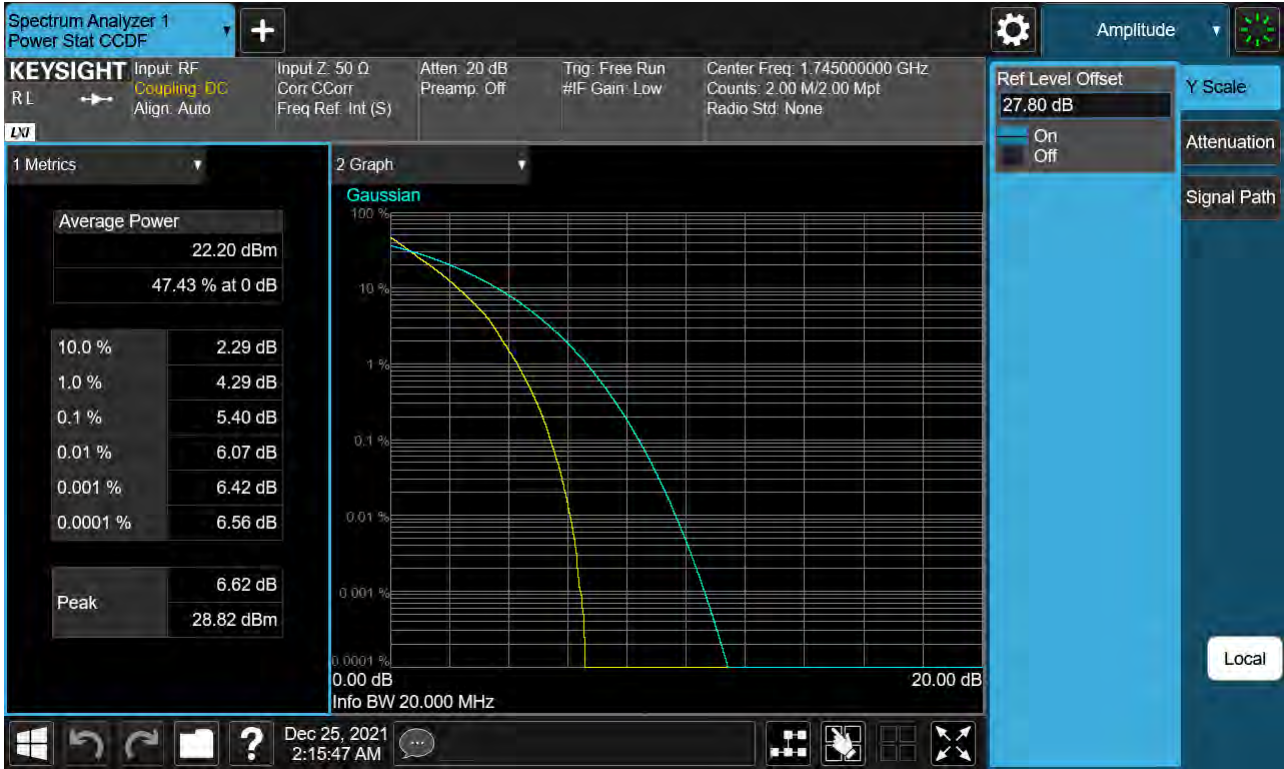 Spectrum Analyzer 1
Power Stat CCDF
+
Amplitude
KEYSIGHT
R L
LXI
Input: RF
Coupling: DC
Align: Auto
Input Z: 50 Ω
Corr CCorr
Freq Ref: Int (S)
Atten: 20 dB
Preamp: Off
Trig: Free Run
#IF Gain: Low
Center Freq: 1.745000000 GHz
Counts: 2.00 M/2.00 Mpt
Radio Std: None
Ref Level Offset
27.80 dB
On
Off
Y Scale
Attenuation
Signal Path
Local
1 Metrics
Average Power
22.20 dBm
47.43 % at 0 dB
10.0 % 2.29 dB
1.0 % 4.29 dB
0.1 % 5.40 dB
0.01 % 6.07 dB
0.001 % 6.42 dB
0.0001 % 6.56 dB
Peak
6.62 dB
28.82 dBm
2 Graph
Gaussian
100 %
10 %
1 %
0.1 %
0.01 %
0.001 %
0.0001 %
0.00 dB 20.00 dB
Info BW 20.000 MHz
?
Dec 25, 2021
2:15:47 AM